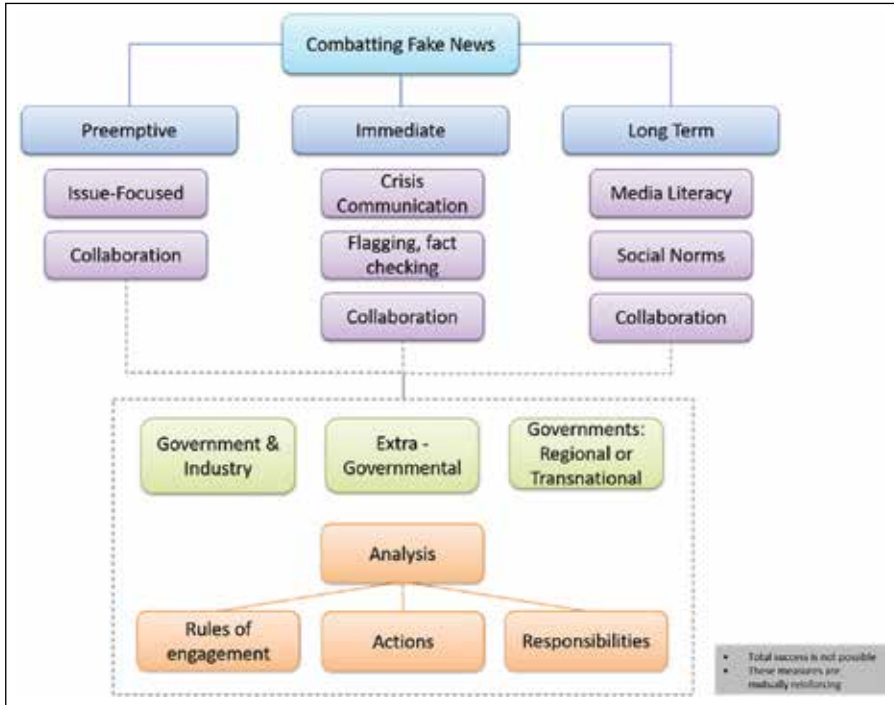 Combatting Fake News
Preemptive
Immediate
Long Term
Issue-Focused
Crisis
Communication
Media Literacy
Collaboration
Flagging, fact
checking
Social Norms
Collaboration
Collaboration
Government &
Industry
Extra -
Governmental
Governments:
Regional or
Transnational
Analysis
Rules of
engagement
Actions
Responsibilities
• Total success is not possible
• These measures are
mutually reinforcing